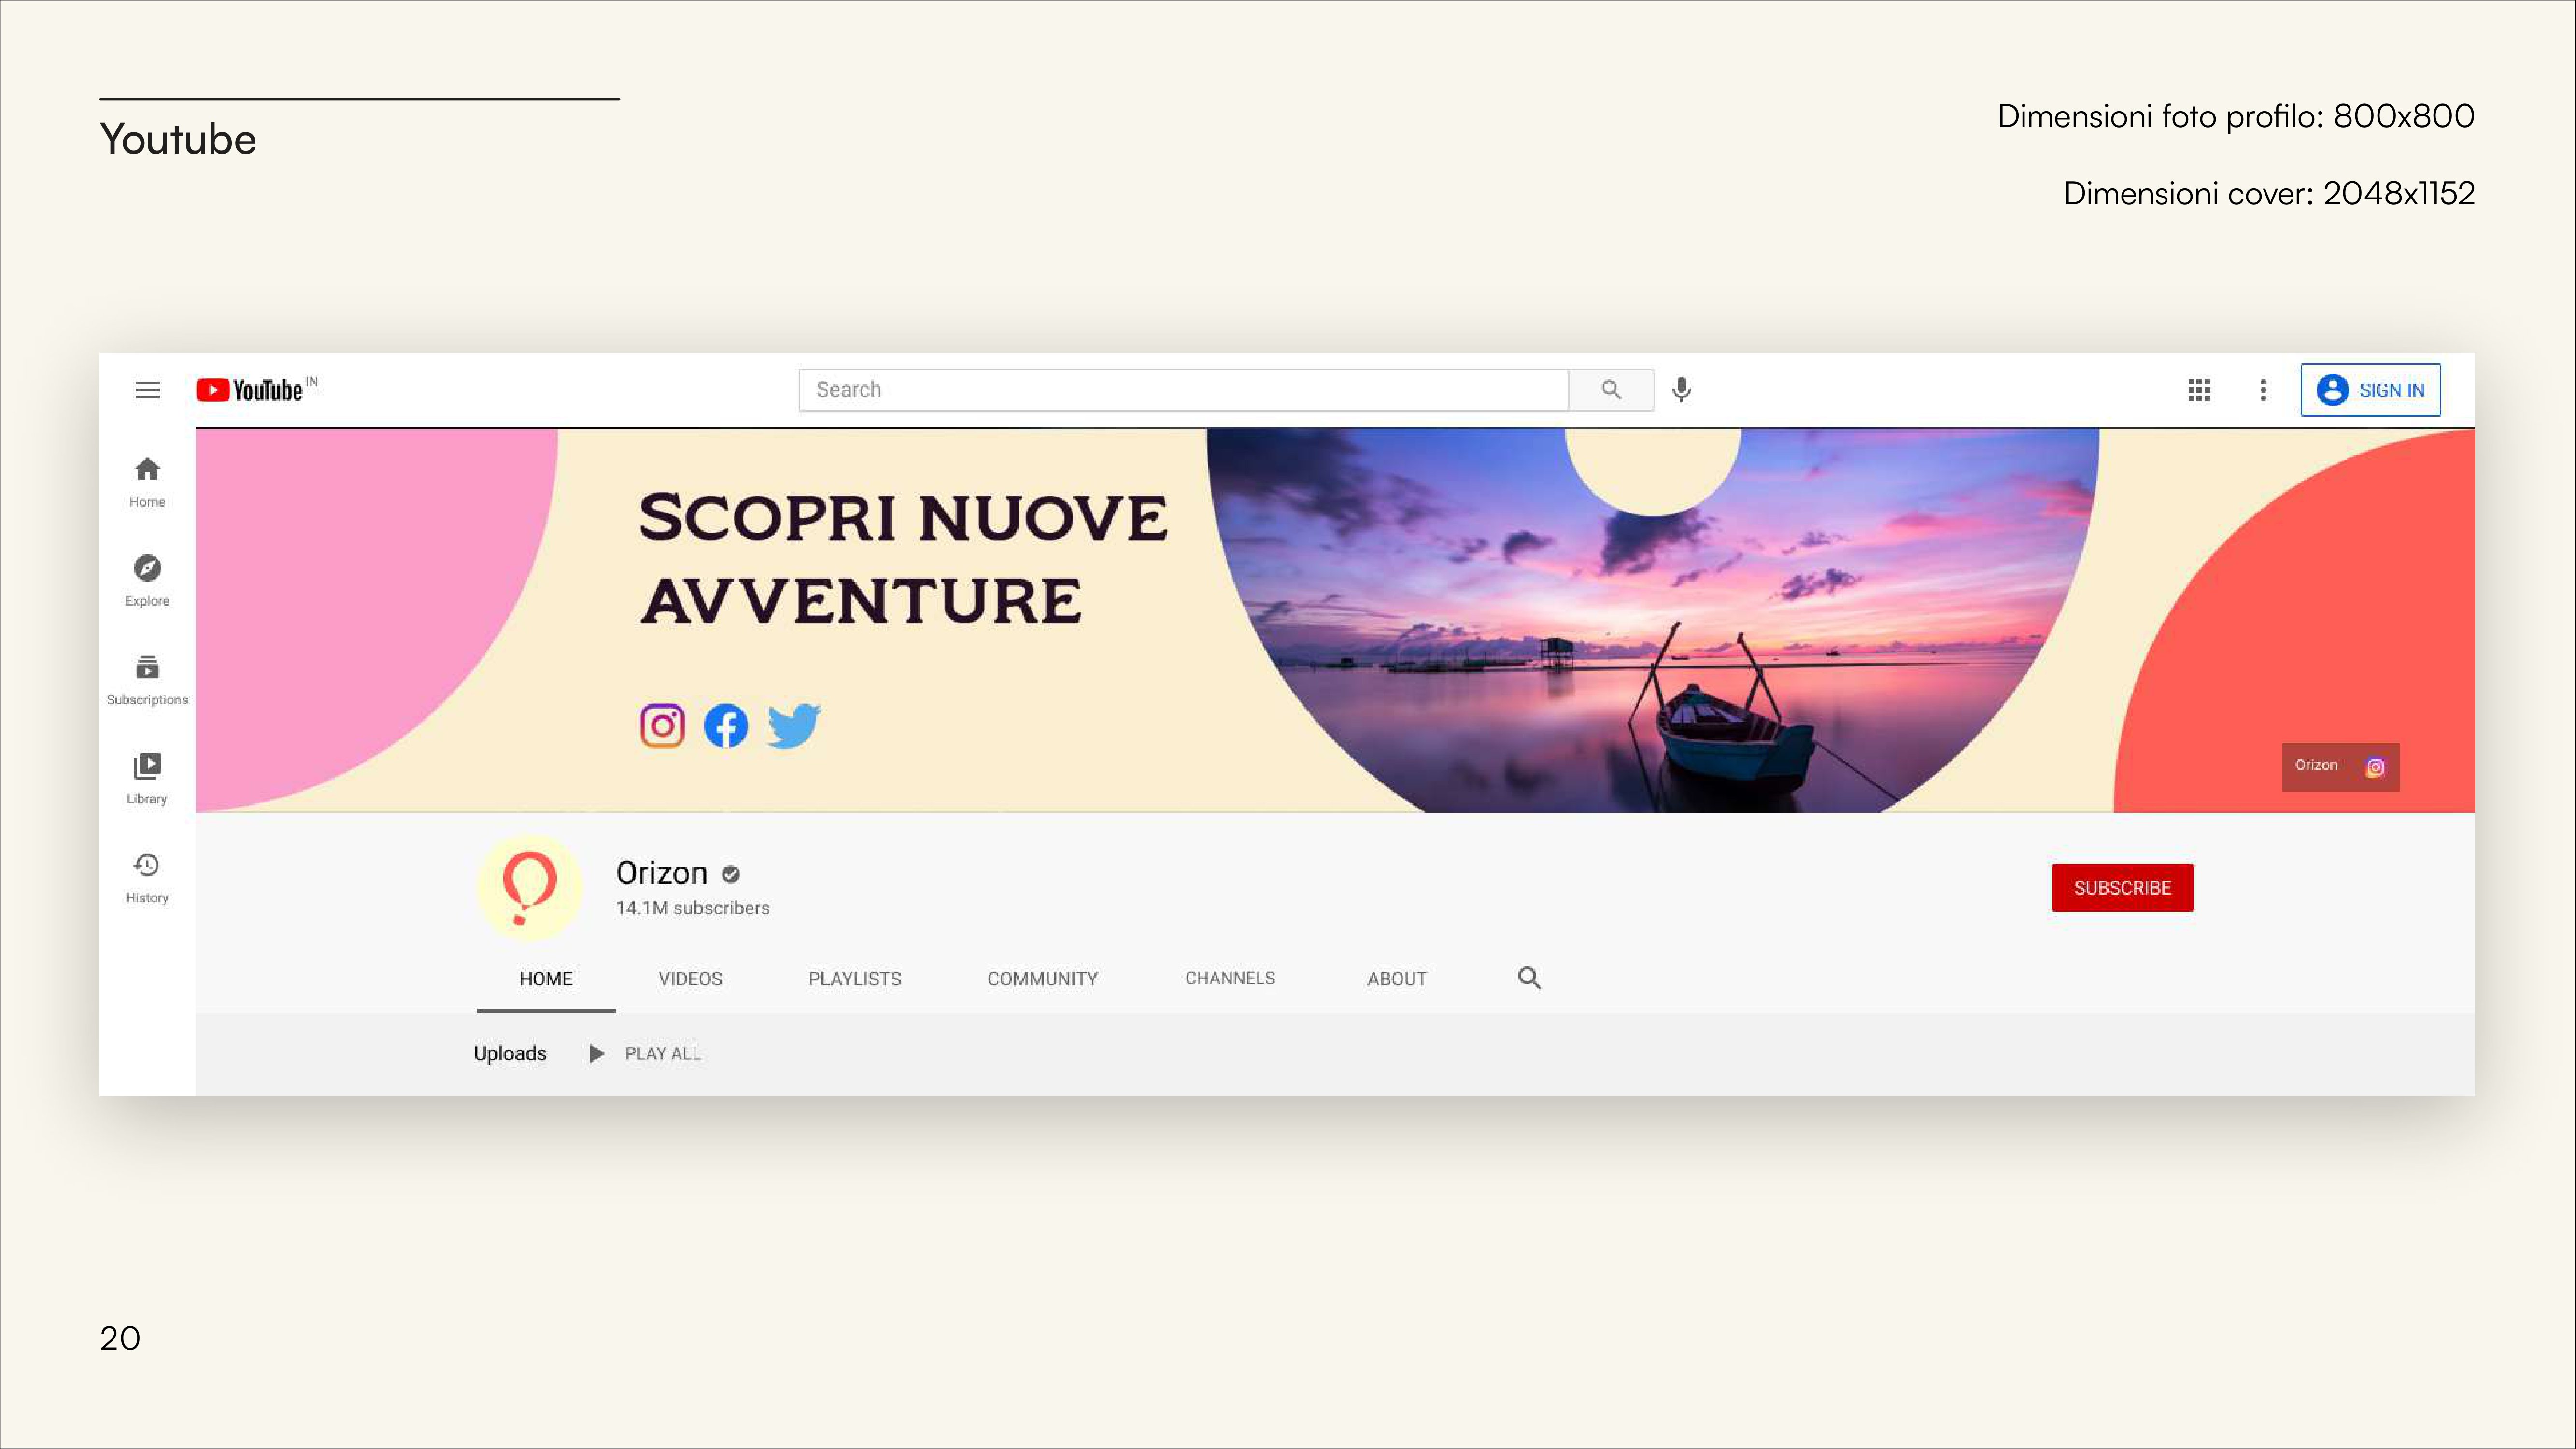 Youtube
Dimensioni foto profilo: 800x800
Dimensioni cover: 2048x1152
YouTube IN
Search
SIGN IN
Home
Explore
Subscriptions
Library
History
SCOPRI NUOVE
AVVENTURE
Orizon
Orizon
14.1M subscribers
SUBSCRIBE
HOME VIDEOS PLAYLISTS COMMUNITY CHANNELS ABOUT
Uploads PLAY ALL
20